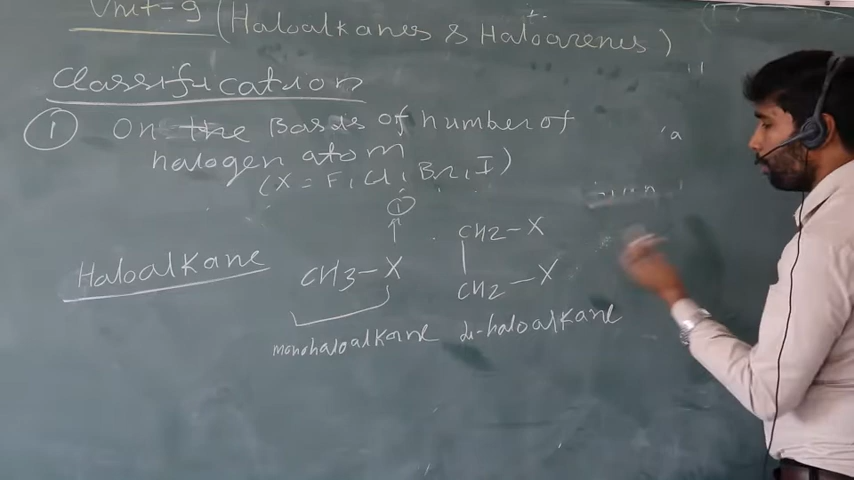 Unit-9 (Haloalkanes & Haloarenes)
Classification
① On the Basis of number of
halogen atom
(X = F, Cl, Br, I)
①
Haloalkane
CH3-X
CH2-X
CH2-X
monohaloalkane di-haloalkane